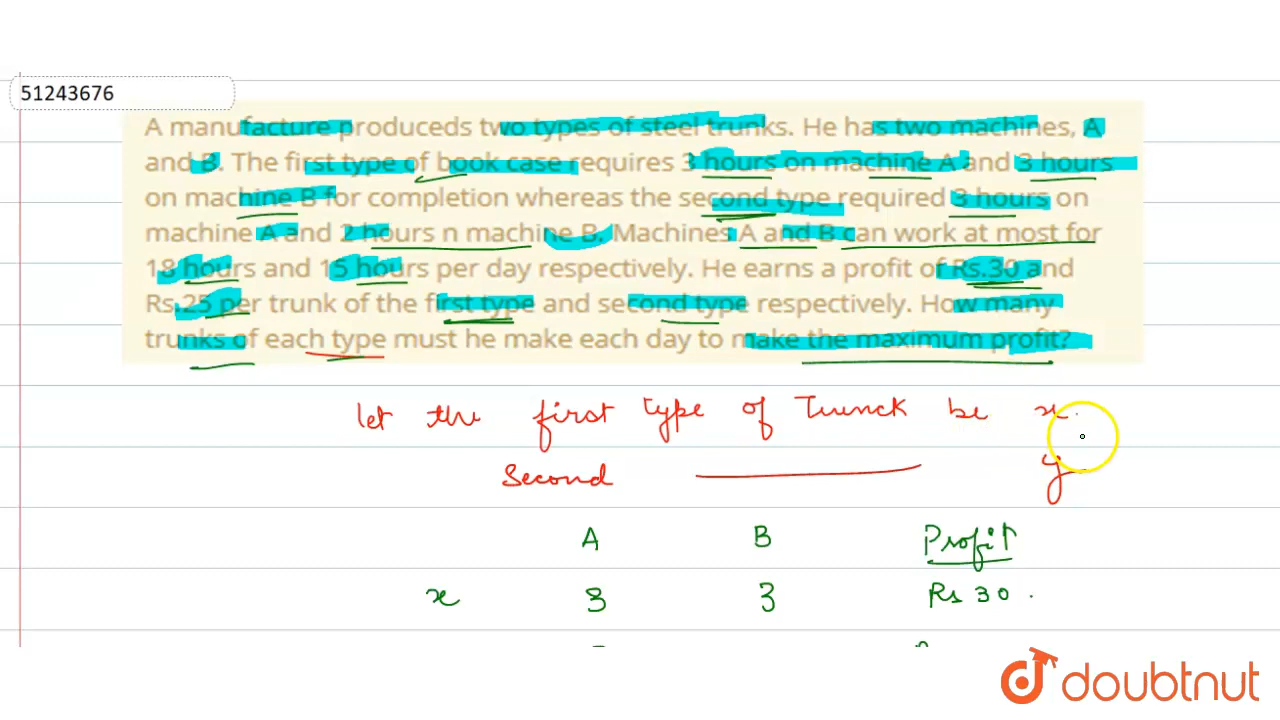 51243676
A manufacture produceds two types of steel trunks. He has two machines, A
and B. The first type of book case requires 3 hours on machine A and 3 hours
on machine B for completion whereas the second type required 3 hours on
machine A and 2 hours n machine B. Machines A and B can work at most for
18 hours and 15 hours per day respectively. He earns a profit of Rs.30 and
Rs.25 per trunk of the first type and second type respectively. How many
trunks of each type must he make each day to make the maximum profit?
let the first type of Trunck be x.
Second y
A B Profit
x 3 3 Rs 30.
doubtnut